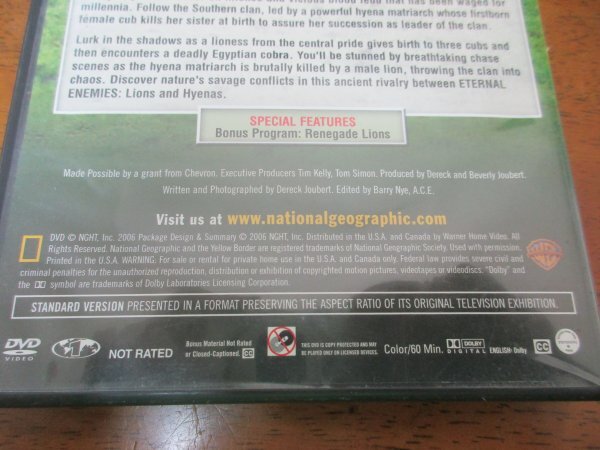 and vicious blood feud that has been waged for
millennia. Follow the Southern clan, led by a powerful hyena matriarch whose firstborn
female cub kills her sister at birth to assure her succession as leader of the clan.
Lurk in the shadows as a lioness from the central pride gives birth to three cubs and
then encounters a deadly Egyptian cobra. You'll be stunned by breathtaking chase
scenes as the hyena matriarch is brutally killed by a male lion, throwing the clan into
chaos. Discover nature's savage conflicts in this ancient rivalry between ETERNAL
ENEMIES: Lions and Hyenas.
SPECIAL FEATURES
Bonus Program: Renegade Lions
Made Possible by a grant from Chevron. Executive Producers Tim Kelly, Tom Simon. Produced by Dereck and Beverly Joubert.
Written and Photographed by Dereck Joubert. Edited by Barry Nye, A.C.E.
Visit us at www.nationalgeographic.com
DVD © NGHT, Inc. 2006 Package Design & Summary © 2006 NGHT, Inc. Distributed in the U.S.A. and Canada by Warner Home Video. All
Rights Reserved. National Geographic and the Yellow Border are registered trademarks of National Geographic Society. Used with permission.
Printed in the U.S.A. WARNING: For sale or rental for private home use in the U.S.A. and Canada only. Federal law provides severe civil and
criminal penalties for the unauthorized reproduction, distribution or exhibition of copyrighted motion pictures, videotapes or videodiscs. "Dolby" and
the symbol are trademarks of Dolby Laboratories Licensing Corporation.
STANDARD VERSION PRESENTED IN A FORMAT PRESERVING THE ASPECT RATIO OF ITS ORIGINAL TELEVISION EXHIBITION.
DVD VIDEO
NOT RATED
Bonus Material Not Rated
or Closed-Captioned. CC
THIS DVD IS COPY PROTECTED AND MAY
BE PLAYED ONLY ON LICENSED DEVICES.
Color/60 Min.
DOLBY DIGITAL
ENGLISH: Dolby
CC